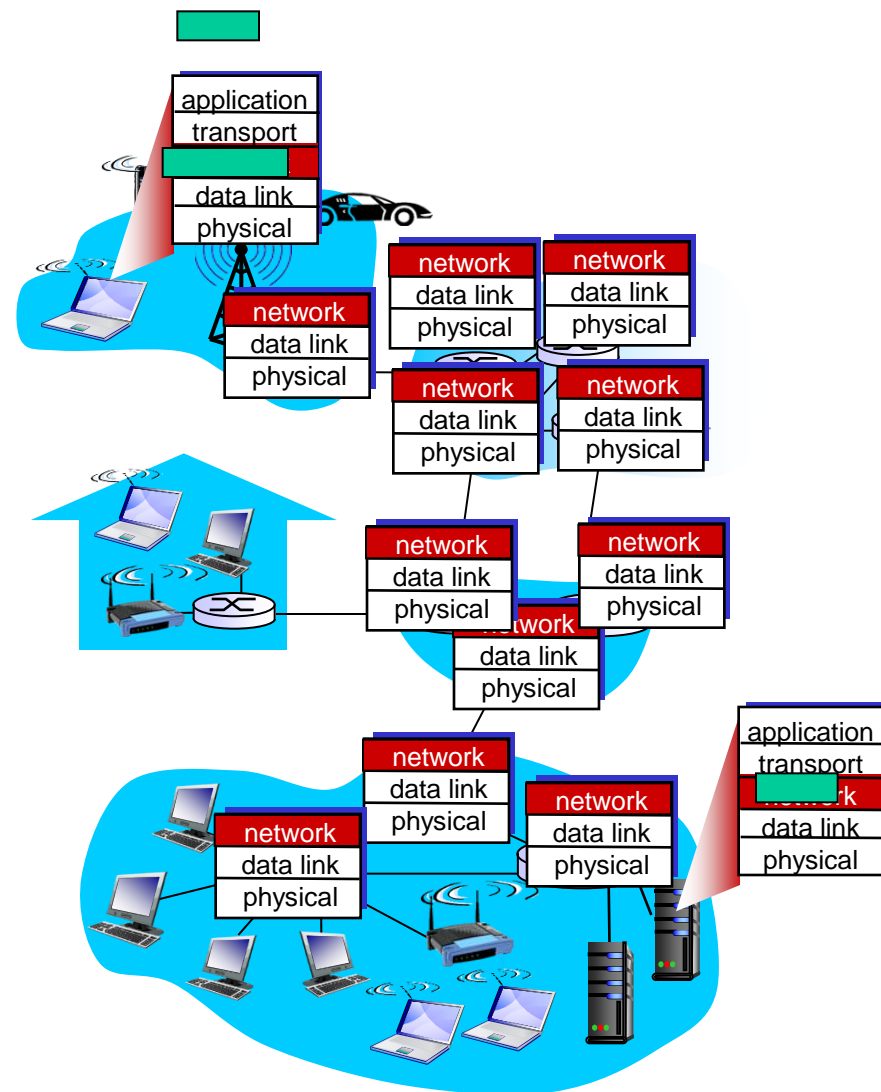 application
transport
data link
physical
network
data link
physical
network
data link
physical
network
data link
physical
network
data link
physical
network
data link
physical
network
data link
physical
network
data link
physical
network
data link
physical
application
transport
network
data link
physical
network
data link
physical
network
data link
physical
network
data link
physical